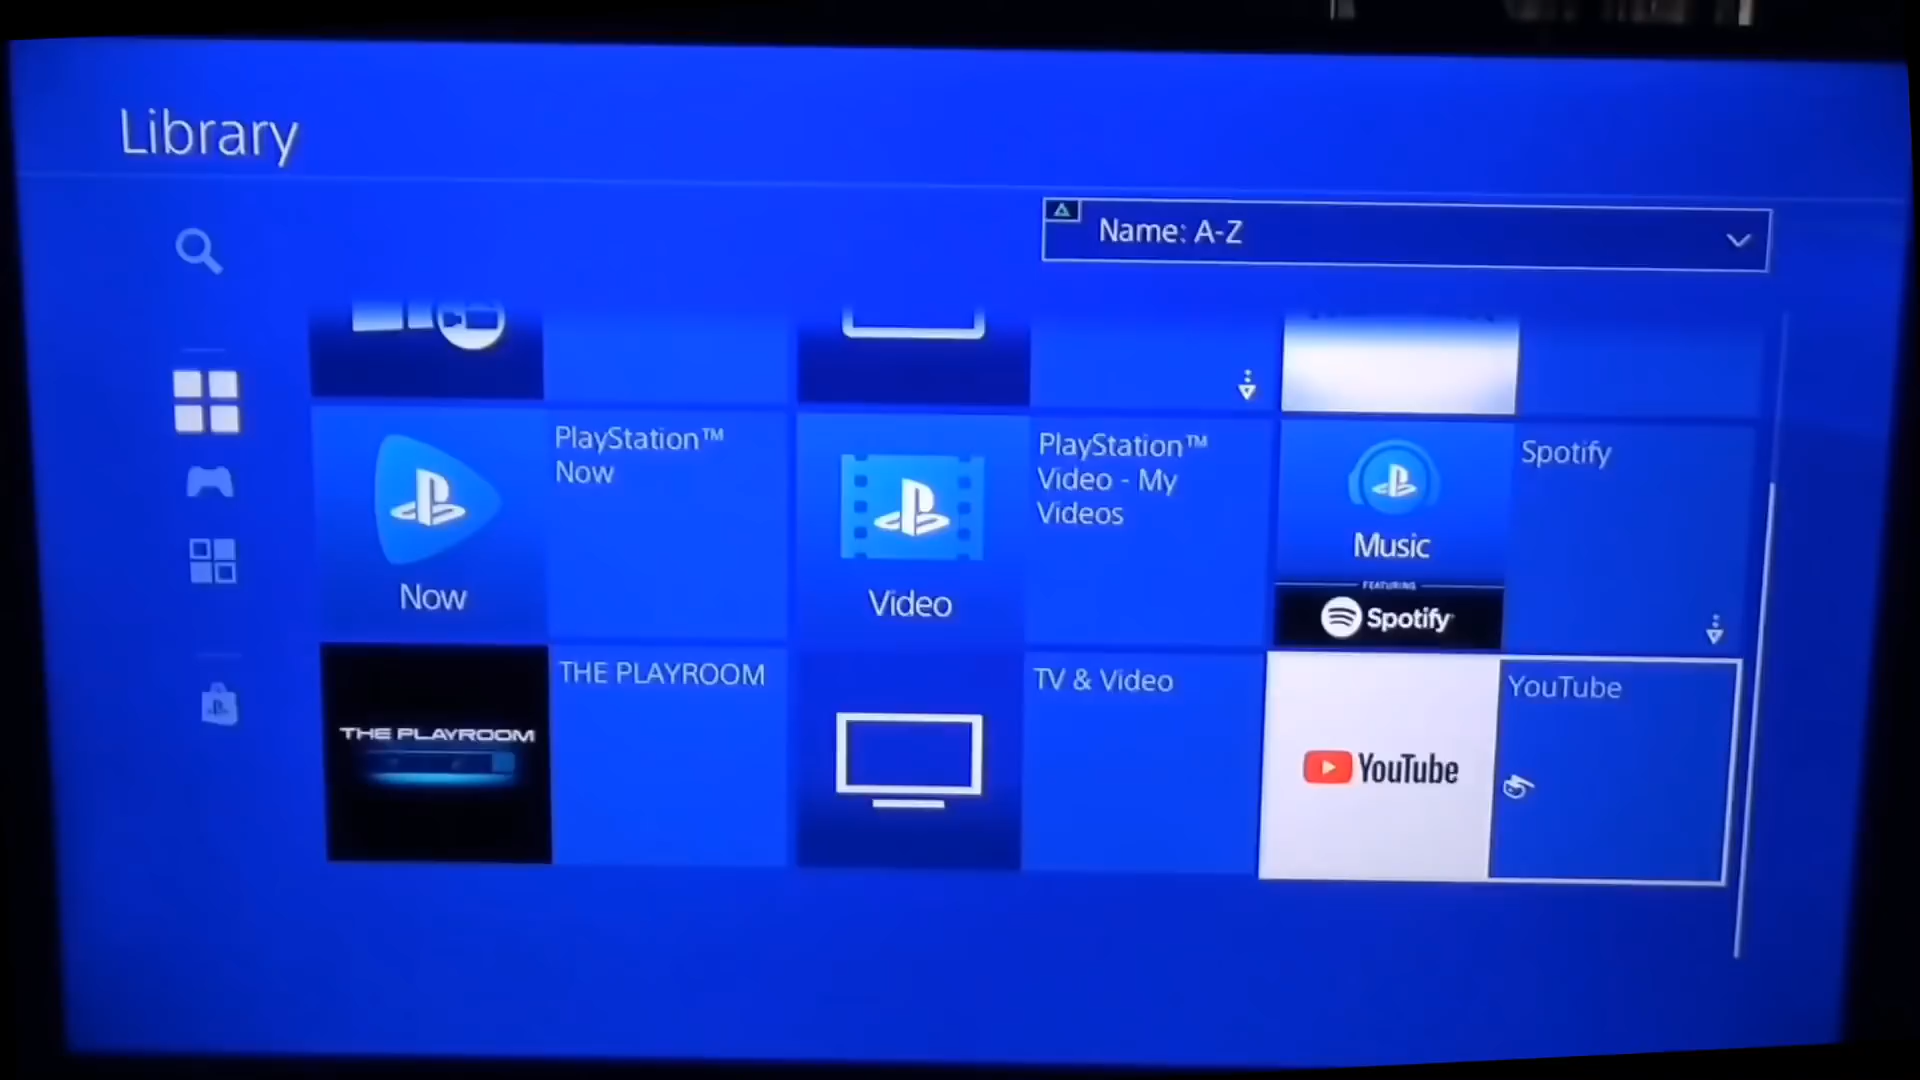 Library
Name: A-Z
PlayStation™
Now
Now
PlayStation™
Video - My
Videos
Video
Spotify
Music
FEATURING
Spotify
THE PLAYROOM
THE PLAYROOM
TV & Video
YouTube
YouTube